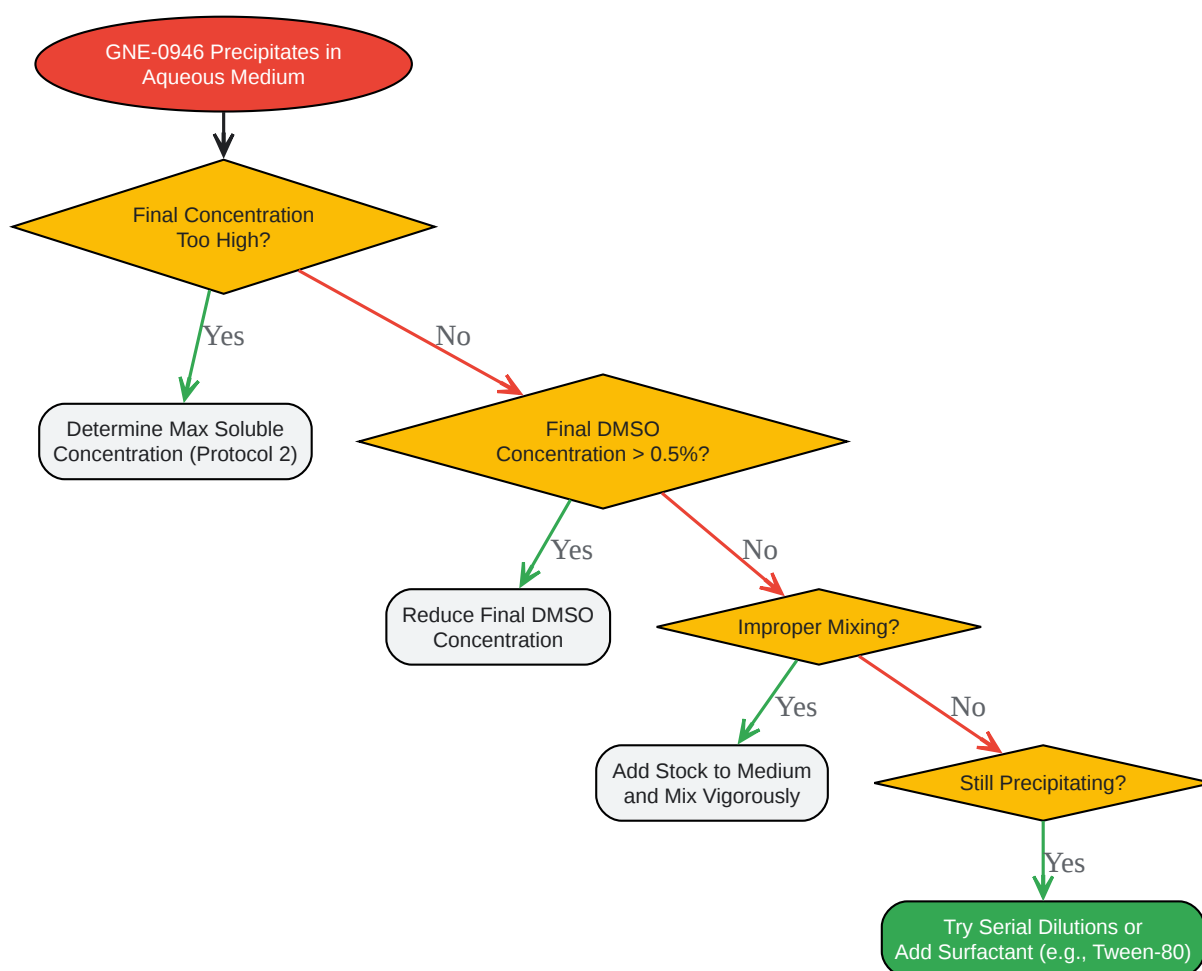 GNE-0946 Precipitates in
Aqueous Medium
Final Concentration
Too High?
Yes
No
Determine Max Soluble
Concentration (Protocol 2)
Final DMSO
Concentration > 0.5%?
Yes
No
Reduce Final DMSO
Concentration
Improper Mixing?
Yes
No
Add Stock to Medium
and Mix Vigorously
Still Precipitating?
Yes
Try Serial Dilutions or
Add Surfactant (e.g., Tween-80)